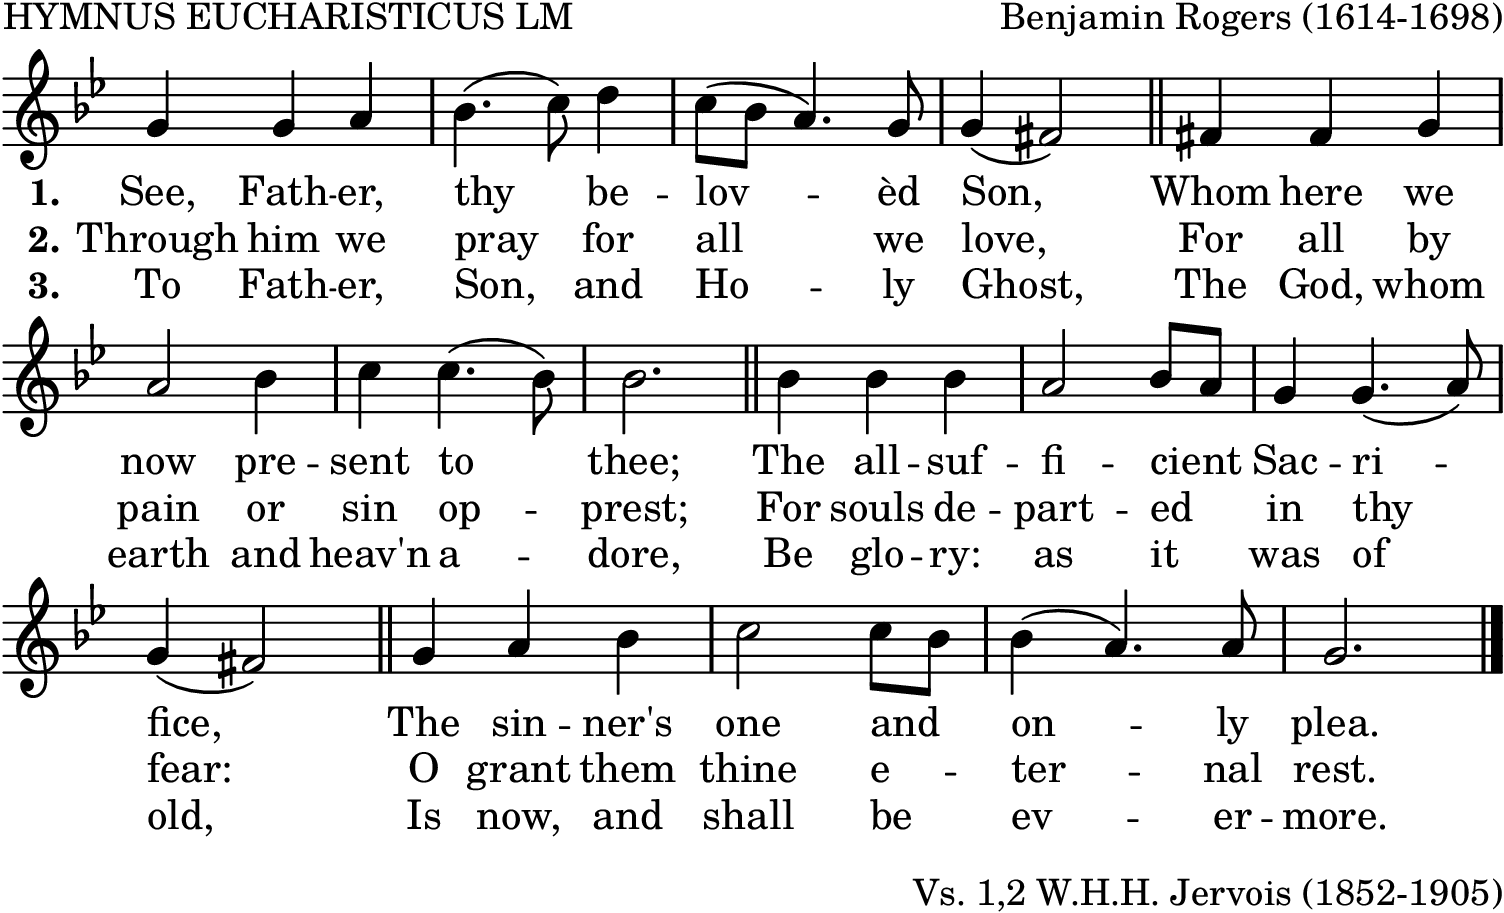 HYMNUS EUCHARISTICUS LM Benjamin Rogers (1614-1698)
1. See, Fath-er, thy be - lov - èd Son, Whom here we
2. Through him we pray for all we love, For all by
3. To Fath-er, Son, and Ho - ly Ghost, The God, whom
now pre - sent to thee; The all - suf - fi - cient Sac - ri -
pain or sin op - prest; For souls de - part - ed in thy
earth and heav'n a - dore, Be glo - ry: as it was of
fice, The sin - ner's one and on - ly plea.
fear: O grant them thine e - ter - nal rest.
old, Is now, and shall be ev - er - more.
Vs. 1,2 W.H.H. Jervois (1852-1905)